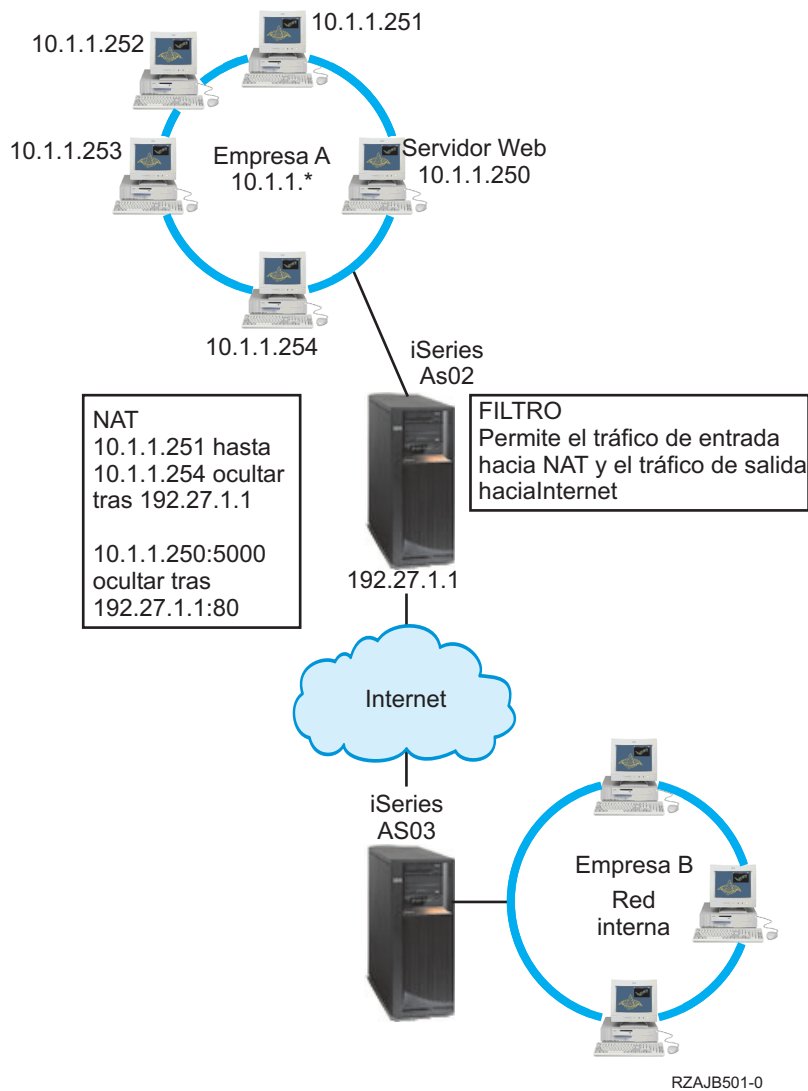 10.1.1.251
10.1.1.252
10.1.1.253
Empresa A
10.1.1.*
Servidor Web
10.1.1.250
10.1.1.254
iSeries
As02
NAT
10.1.1.251 hasta
10.1.1.254 ocultar
tras 192.27.1.1
10.1.1.250:5000
ocultar tras
192.27.1.1:80
FILTRO
Permite el tráfico de entrada
hacia NAT y el tráfico de salida
haciaInternet
192.27.1.1
Internet
iSeries
AS03
Empresa B
Red
interna
RZAJB501-0